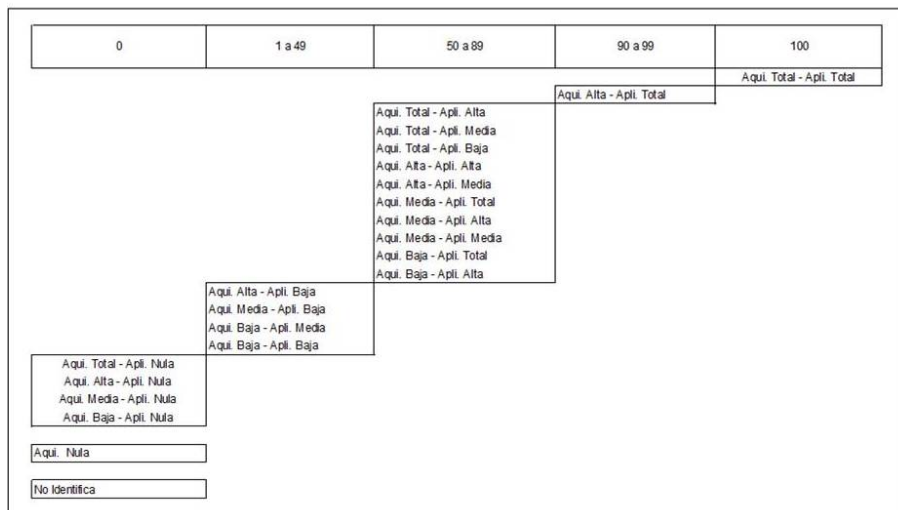 0 1 a 49 50 a 89 90 a 99 100
Aqui. Total - Apli. Total
Aqui. Alta - Apli. Total
Aqui. Total - Apli. Alta
Aqui. Total - Apli. Media
Aqui. Total - Apli. Baja
Aqui. Alta - Apli. Alta
Aqui. Alta - Apli. Media
Aqui. Media - Apli. Total
Aqui. Media - Apli. Alta
Aqui. Media - Apli. Media
Aqui. Baja - Apli. Total
Aqui. Baja - Apli. Alta
Aqui. Alta - Apli. Baja
Aqui. Media - Apli. Baja
Aqui. Baja - Apli. Media
Aqui. Baja - Apli. Baja
Aqui. Total - Apli. Nula
Aqui. Alta - Apli. Nula
Aqui. Media - Apli. Nula
Aqui. Baja - Apli. Nula
Aqui. Nula
No Identifica